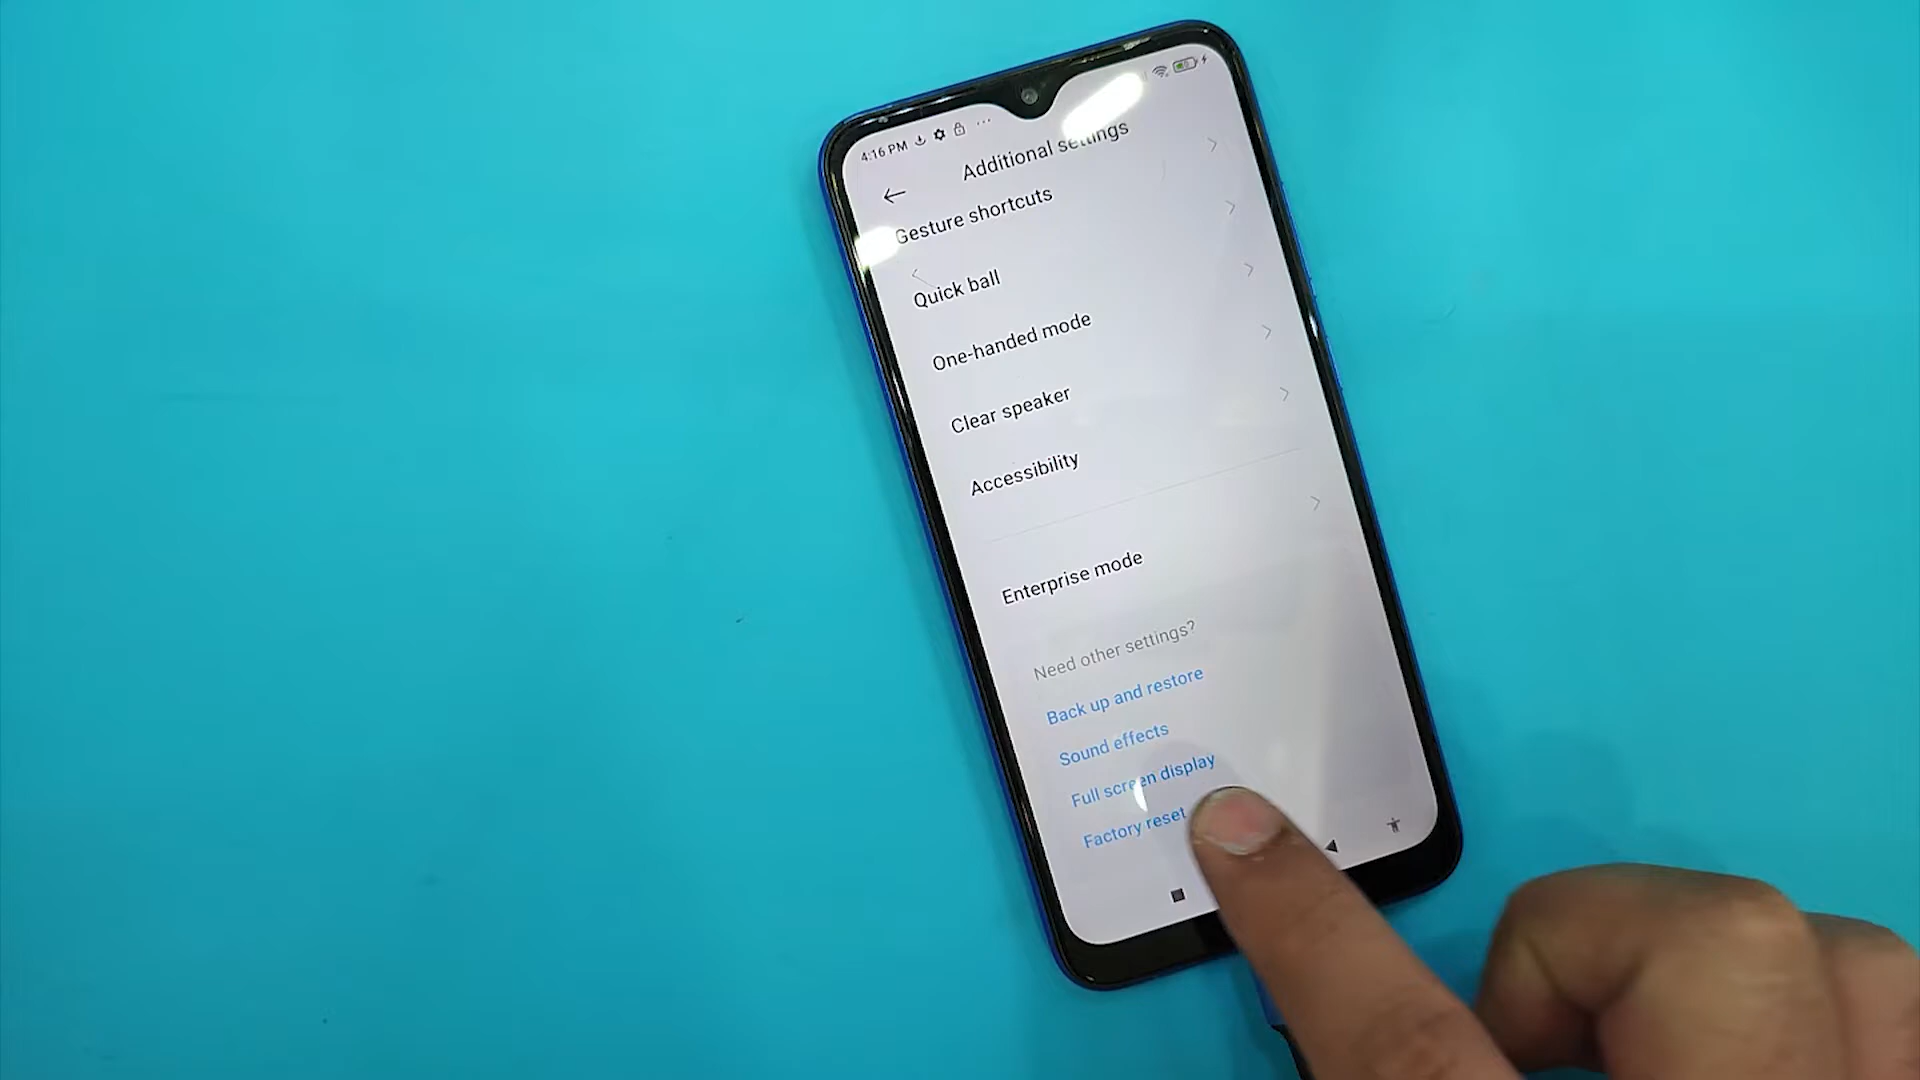 4:16 PM
Additional settings
Gesture shortcuts
Quick ball
One-handed mode
Clear speaker
Accessibility
Enterprise mode
Need other settings?
Back up and restore
Sound effects
Full screen display
Factory reset